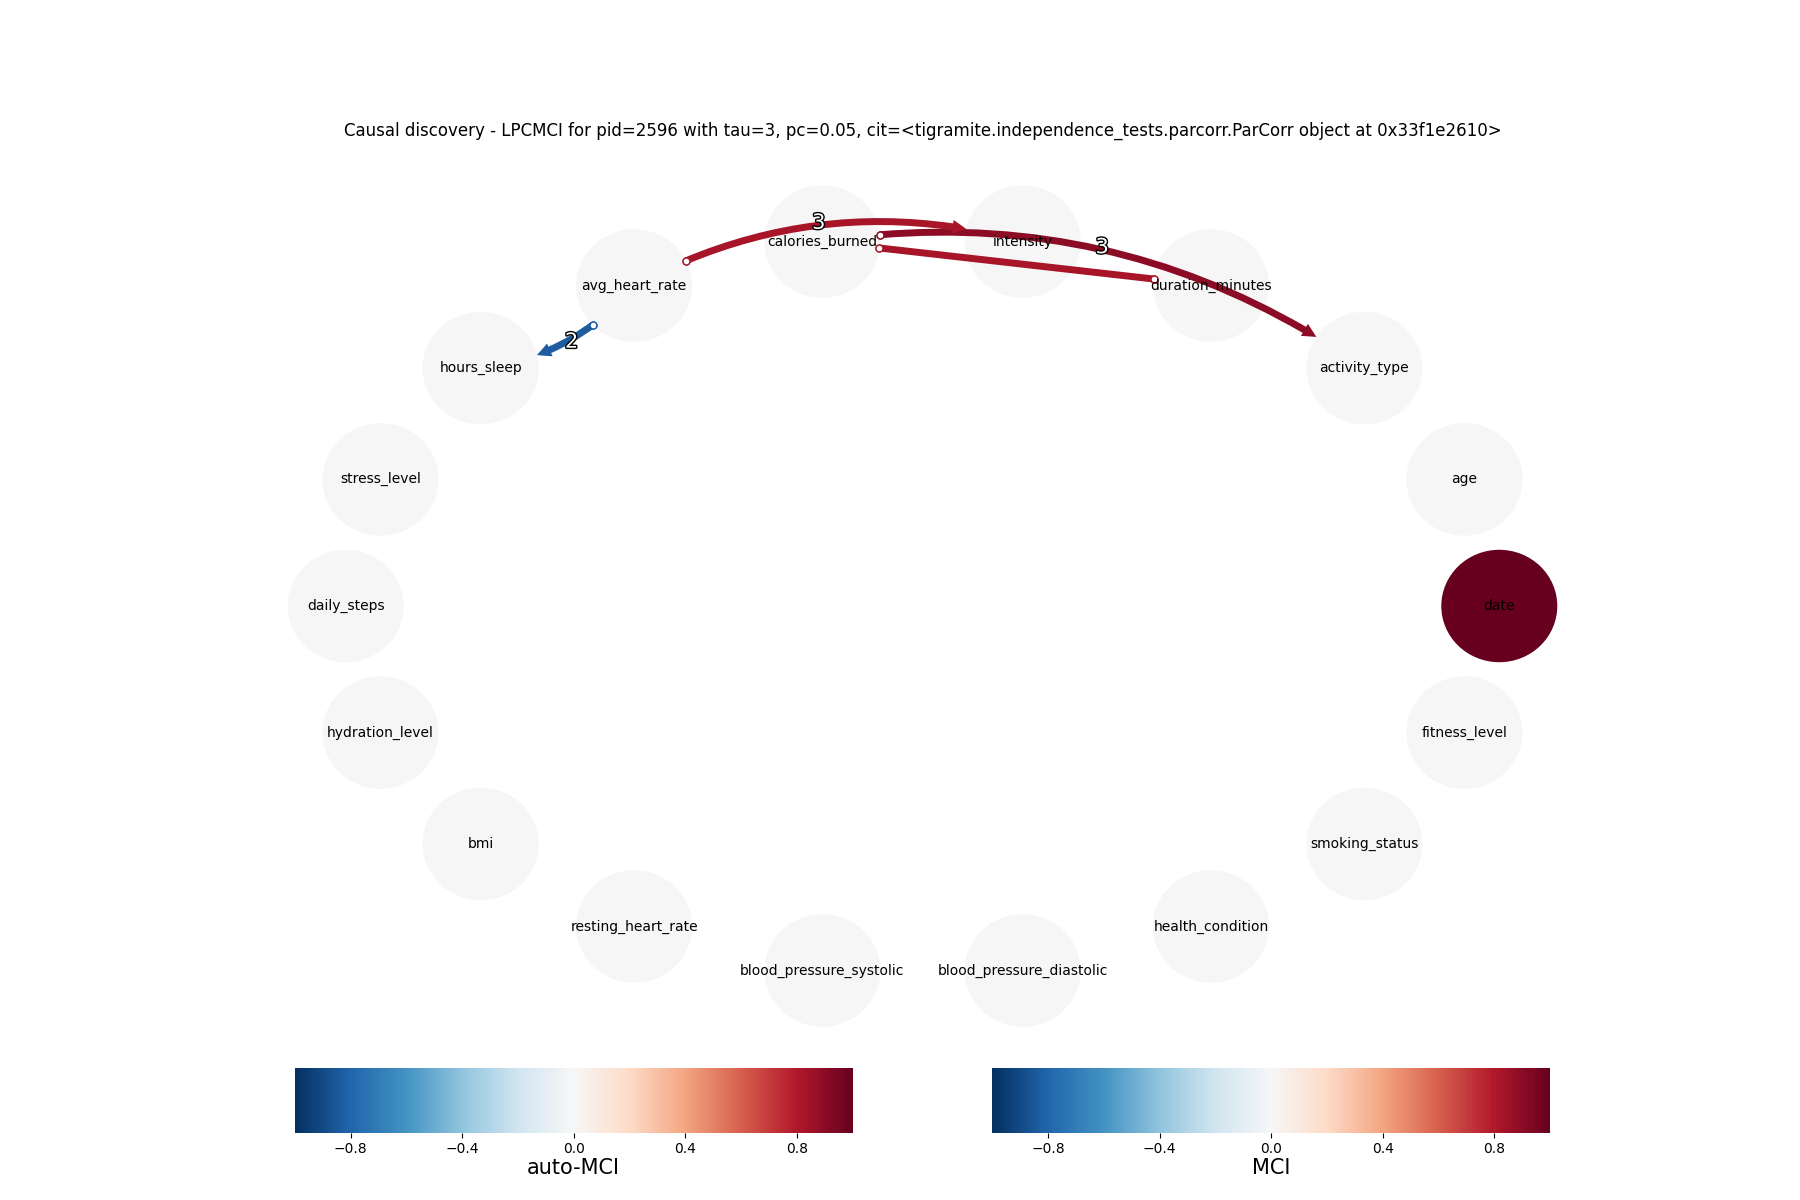 Causal discovery - LPCMCI for pid=2596 with tau=3, pc=0.05, cit=<tigramite.independence_tests.parcorr.ParCorr object at 0x33f1e2610>
3
calories_burned
intensity
3
avg_heart_rate
duration_minutes
2
hours_sleep
activity_type
stress_level
age
daily_steps
date
hydration_level
fitness_level
bmi
smoking_status
resting_heart_rate
health_condition
blood_pressure_systolic
blood_pressure_diastolic
−0.8 −0.4 0.0 0.4 0.8
auto-MCI
−0.8 −0.4 0.0 0.4 0.8
MCI